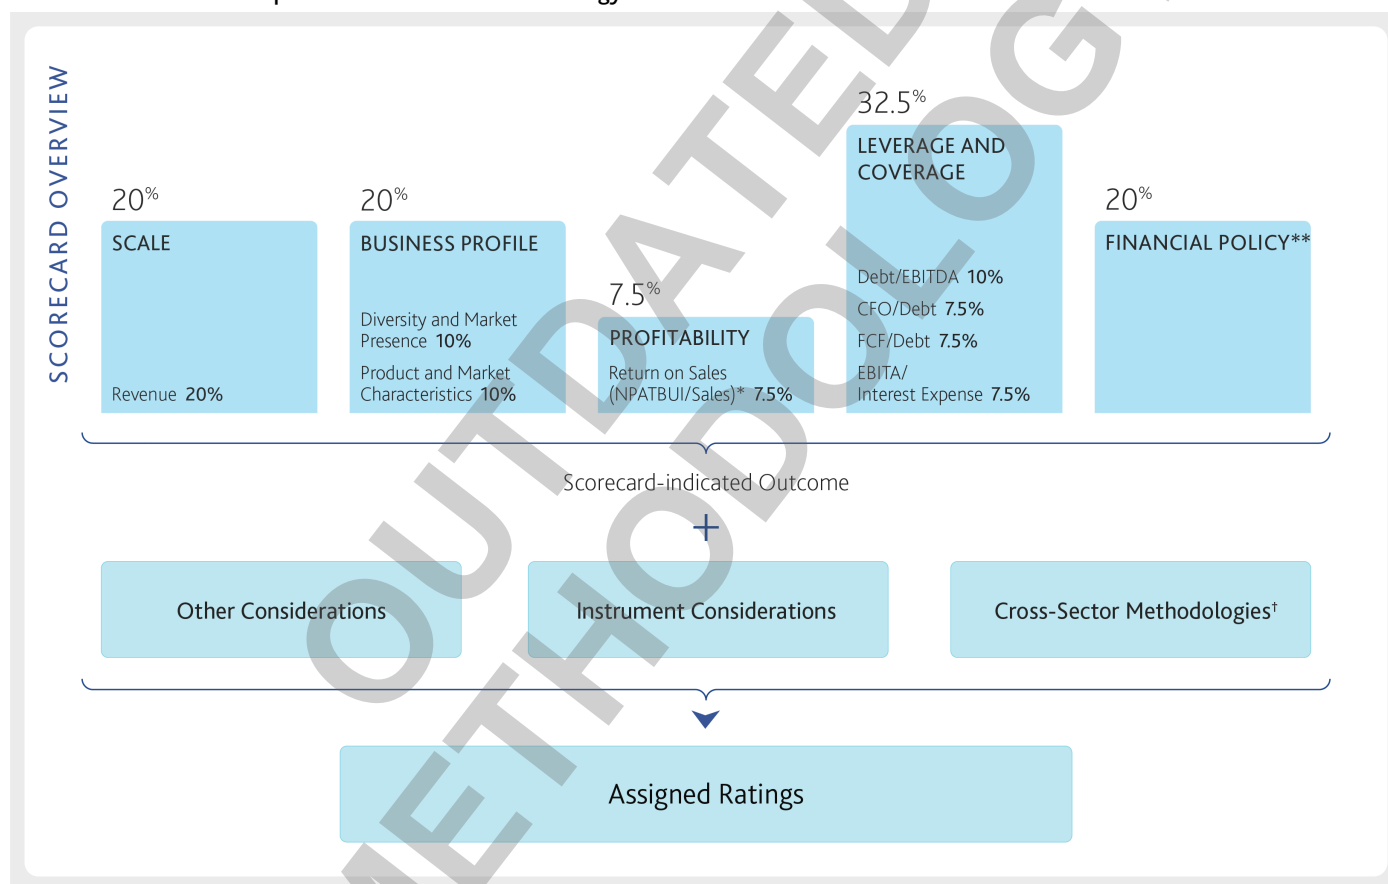 SCORECARD OVERVIEW
20%
SCALE
Revenue 20%
20%
BUSINESS PROFILE
Diversity and Market
Presence 10%
Product and Market
Characteristics 10%
7.5%
PROFITABILITY
Return on Sales
(NPATBUI/Sales)* 7.5%
32.5%
LEVERAGE AND
COVERAGE
Debt/EBITDA 10%
CFO/Debt 7.5%
FCF/Debt 7.5%
EBITA/
Interest Expense 7.5%
20%
FINANCIAL POLICY**
Scorecard-indicated Outcome
+
Other Considerations
Instrument Considerations
Cross-Sector Methodologies†
Assigned Ratings
OUTDATED
METHODOLOG